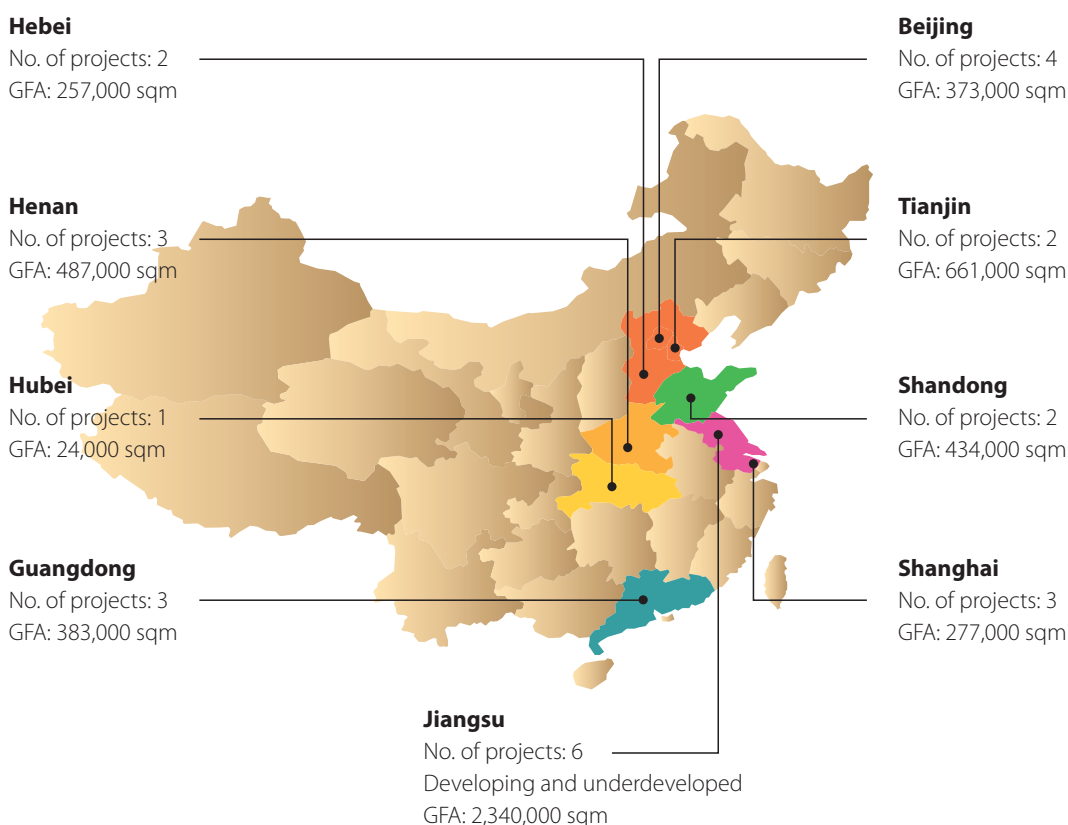 Hebei
No. of projects: 2
GFA: 257,000 sqm
Beijing
No. of projects: 4
GFA: 373,000 sqm
Henan
No. of projects: 3
GFA: 487,000 sqm
Tianjin
No. of projects: 2
GFA: 661,000 sqm
Hubei
No. of projects: 1
GFA: 24,000 sqm
Shandong
No. of projects: 2
GFA: 434,000 sqm
Guangdong
No. of projects: 3
GFA: 383,000 sqm
Shanghai
No. of projects: 3
GFA: 277,000 sqm
Jiangsu
No. of projects: 6
Developing and underdeveloped
GFA: 2,340,000 sqm